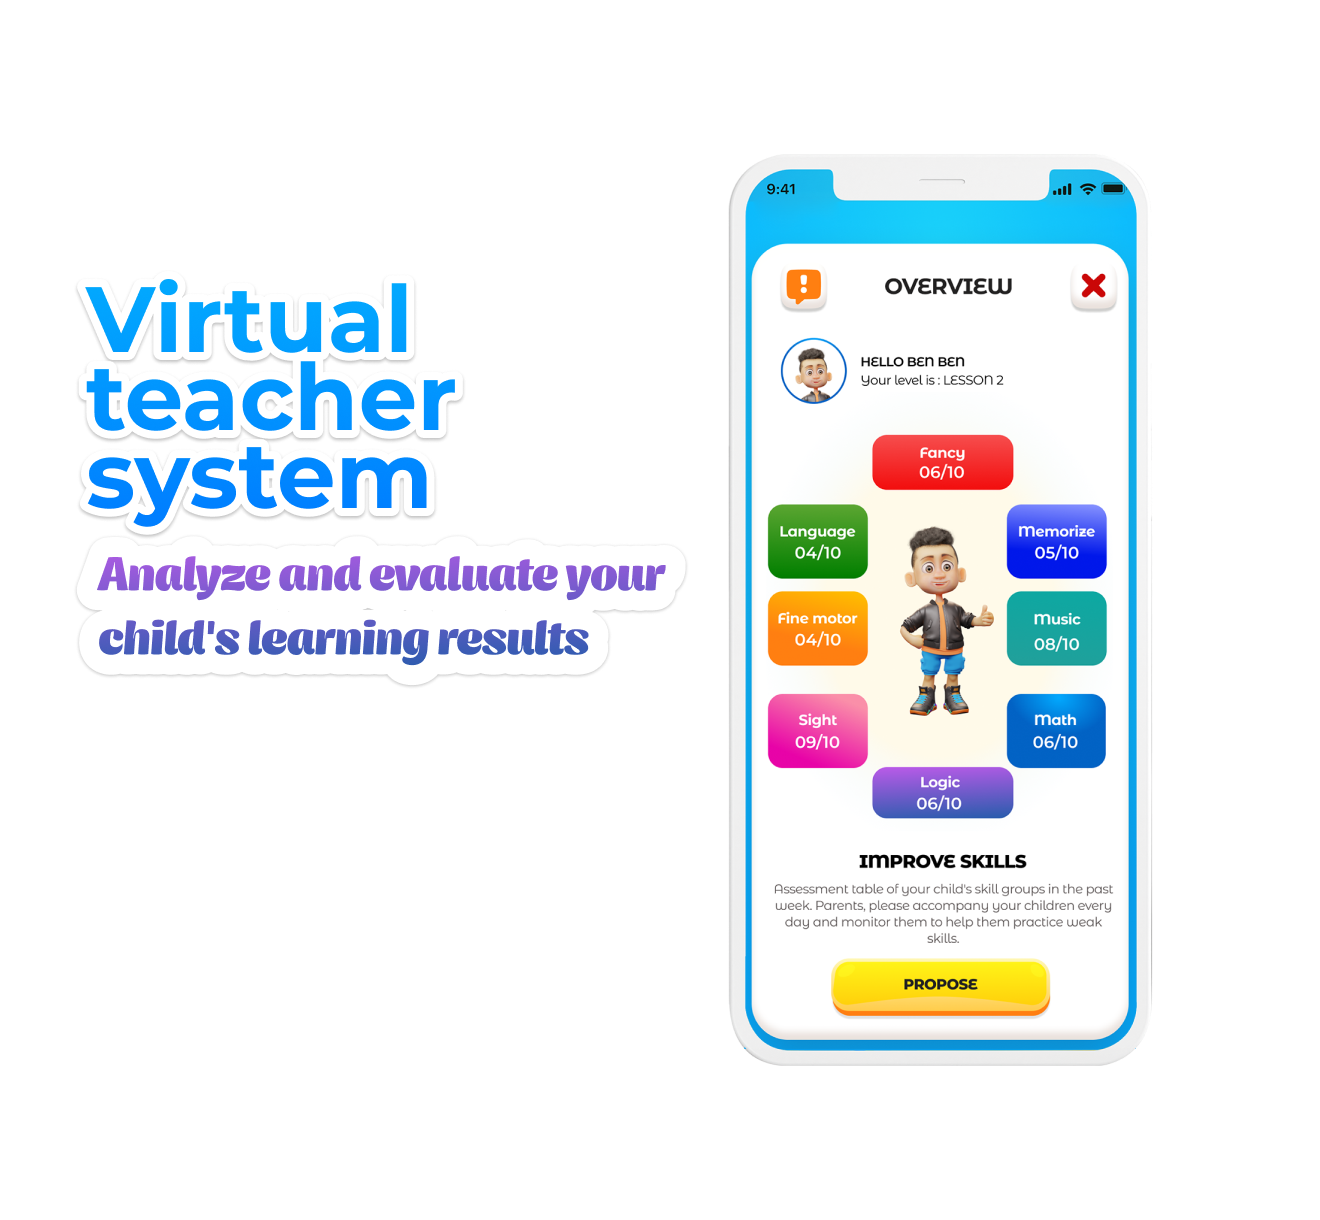 Virtual
teacher
system
Analyze and evaluate your
child's learning results
9:41
OVERVIEW
HELLO BEN BEN
Your level is : LESSON 2
Fancy
06/10
Language
04/10
Memorize
05/10
Fine motor
04/10
Music
08/10
Sight
09/10
Math
06/10
Logic
06/10
IMPROVE SKILLS
Assessment table of your child's skill groups in the past
week. Parents, please accompany your children every
day and monitor them to help them practice weak
skills.
PROPOSE